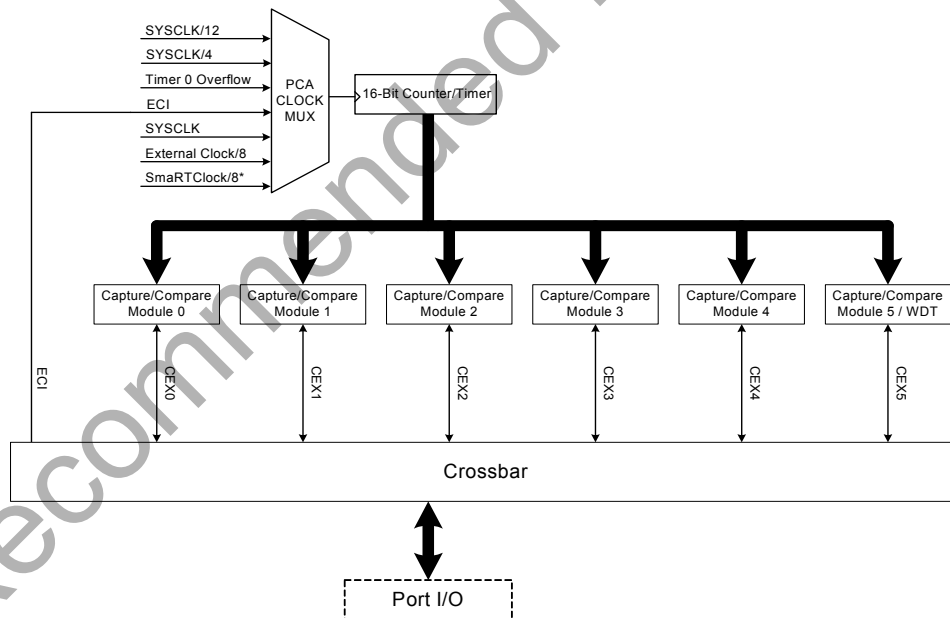 SYSCLK/12
SYSCLK/4
Timer 0 Overflow
ECI
SYSCLK
External Clock/8
SmaRTClock/8*
PCA
CLOCK
MUX
16-Bit Counter/Timer
Capture/Compare
Module 0
Capture/Compare
Module 1
Capture/Compare
Module 2
Capture/Compare
Module 3
Capture/Compare
Module 4
Capture/Compare
Module 5 / WDT
ECI
CEX0
CEX1
CEX2
CEX3
CEX4
CEX5
Crossbar
Port I/O
Recommended